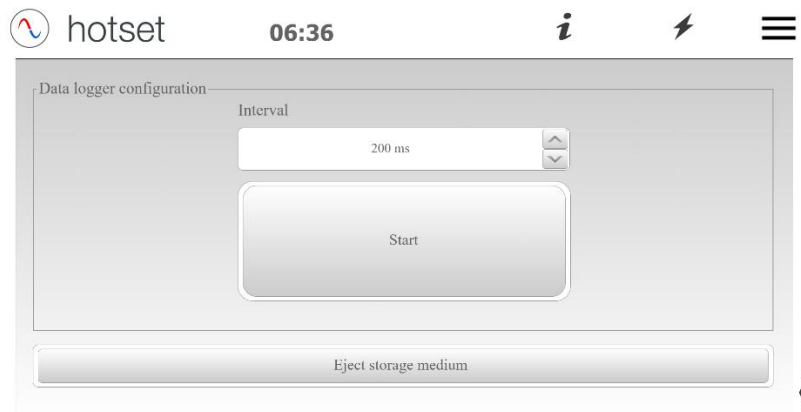 hotset
06:36
i
Data logger configuration
Interval
200 ms
Start
Eject storage medium